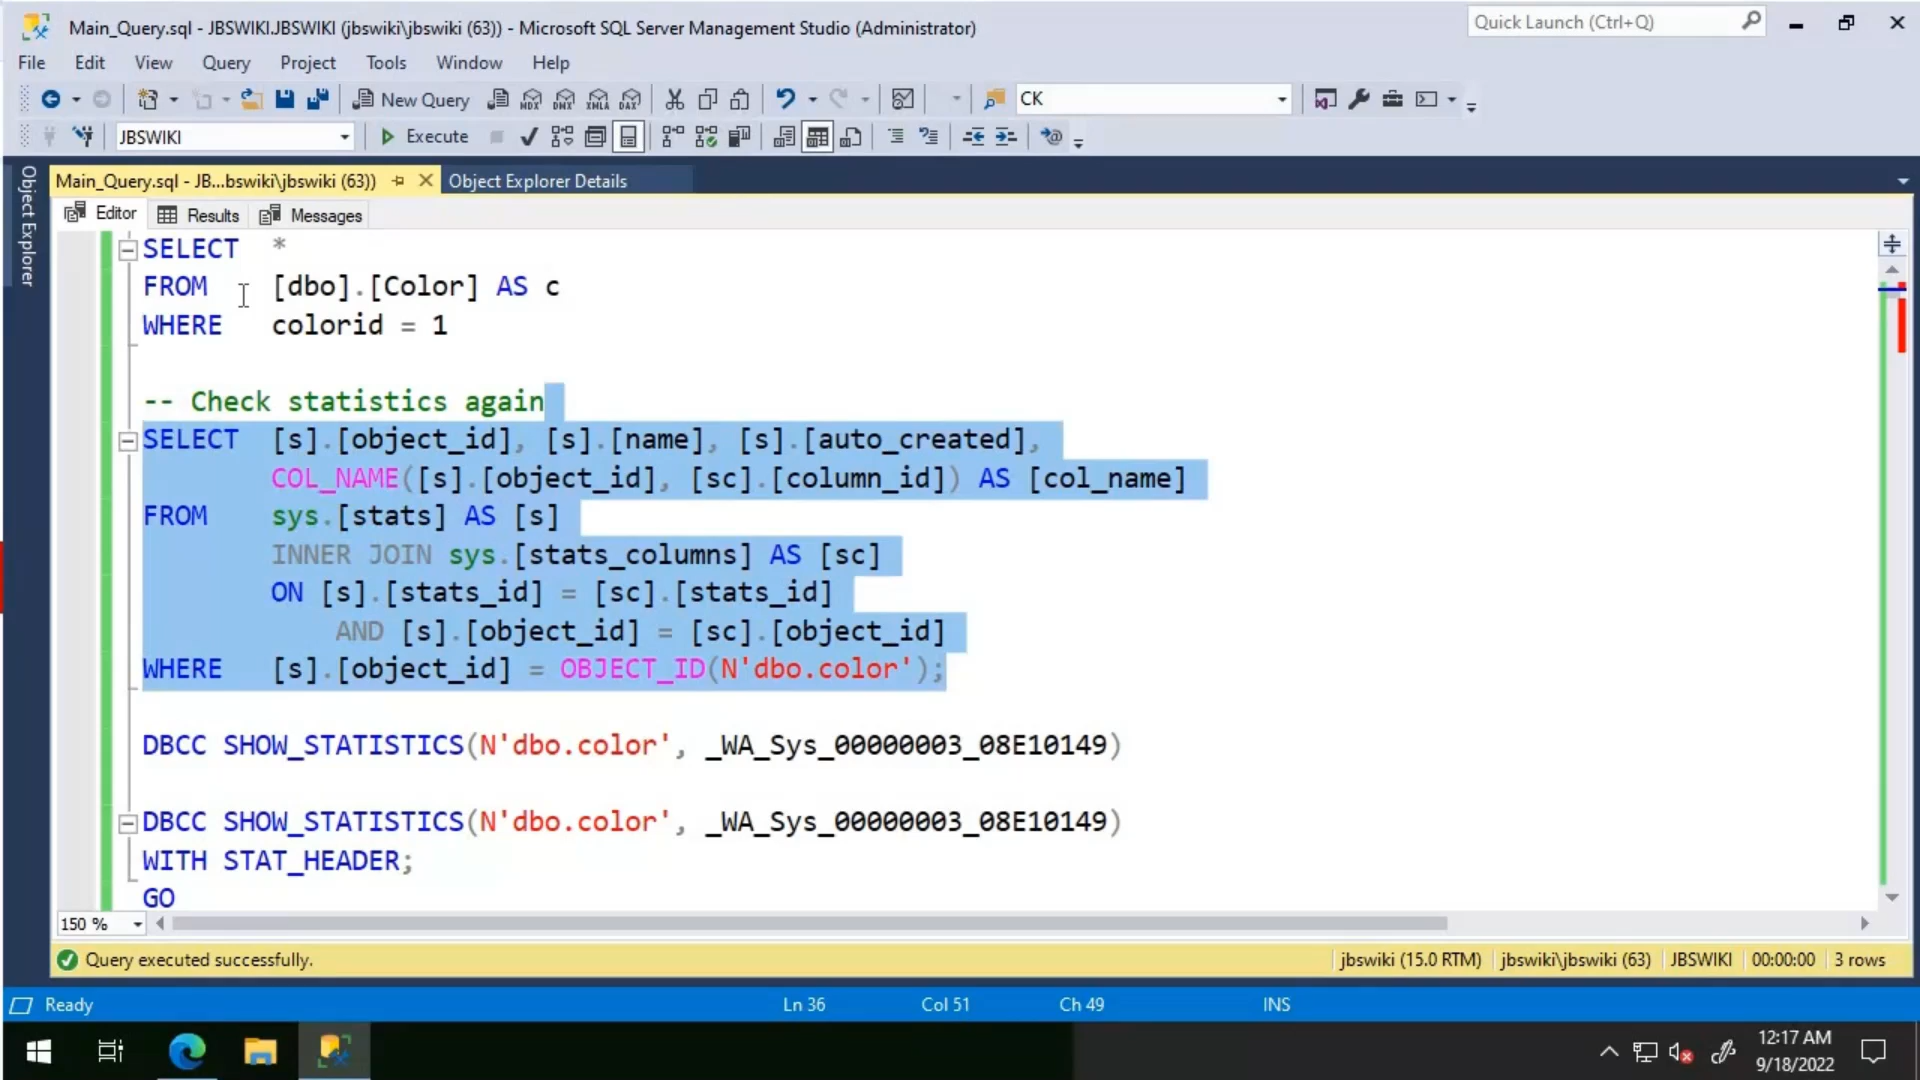 Main_Query.sql - JBSWIKI.JBSWIKI (jbswiki\jbswiki (63)) - Microsoft SQL Server Management Studio (Administrator)
Quick Launch (Ctrl+Q)
File Edit View Query Project Tools Window Help
New Query MDX DMX XMLA DAX CK
JBSWIKI Execute
Object Explorer
Main_Query.sql - JB...bswiki\jbswiki (63)) Object Explorer Details
Editor Results Messages
SELECT *
FROM [dbo].[Color] AS c
WHERE colorid = 1
-- Check statistics again
SELECT [s].[object_id], [s].[name], [s].[auto_created],
COL_NAME([s].[object_id], [sc].[column_id]) AS [col_name]
FROM sys.[stats] AS [s]
INNER JOIN sys.[stats_columns] AS [sc]
ON [s].[stats_id] = [sc].[stats_id]
AND [s].[object_id] = [sc].[object_id]
WHERE [s].[object_id] = OBJECT_ID(N'dbo.color');
DBCC SHOW_STATISTICS(N'dbo.color', _WA_Sys_00000003_08E10149)
DBCC SHOW_STATISTICS(N'dbo.color', _WA_Sys_00000003_08E10149)
WITH STAT_HEADER;
GO
150 %
Query executed successfully. jbswiki (15.0 RTM) jbswiki\jbswiki (63) JBSWIKI 00:00:00 3 rows
Ready Ln 36 Col 51 Ch 49 INS
12:17 AM
9/18/2022